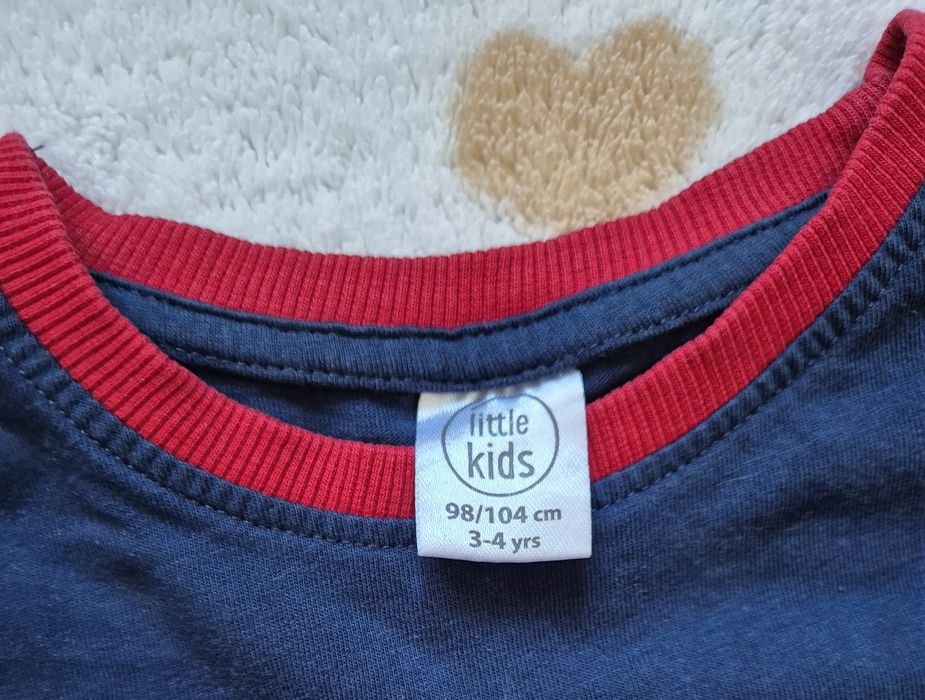 little
kids
98/104 cm
3-4 yrs